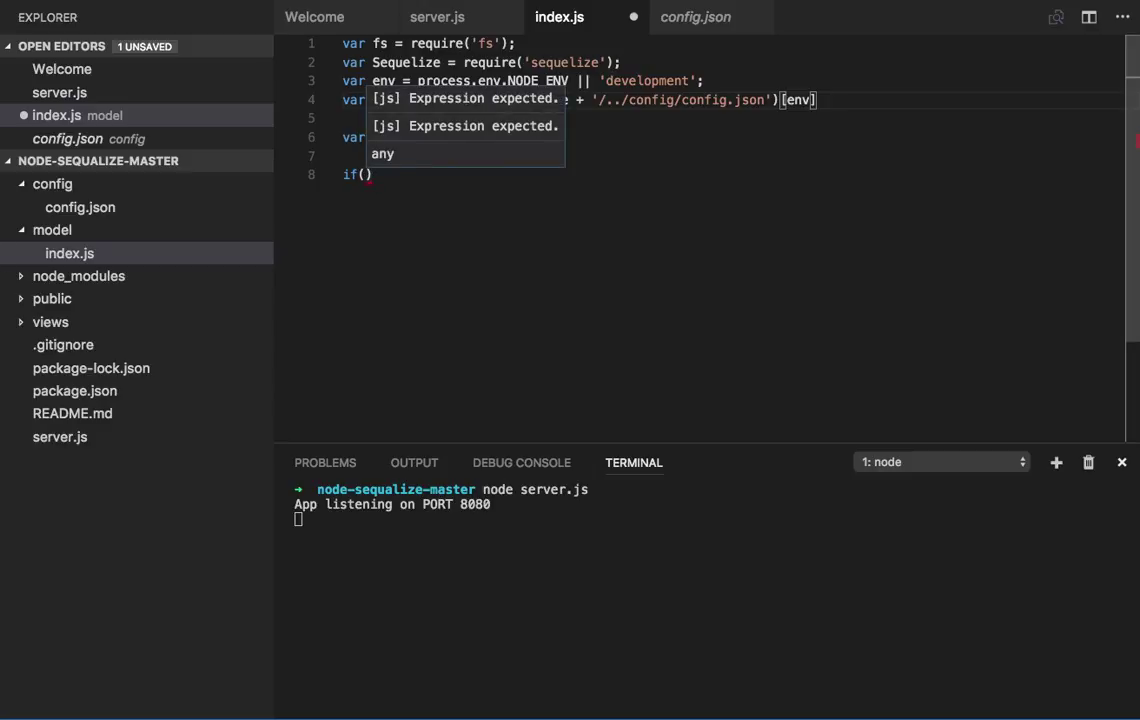 EXPLORER
OPEN EDITORS 1 UNSAVED
Welcome
server.js
index.js model
config.json config
NODE-SEQUALIZE-MASTER
config
config.json
model
index.js
node_modules
public
views
.gitignore
package-lock.json
package.json
README.md
server.js
Welcome server.js index.js config.json
1 var fs = require('fs');
2 var Sequelize = require('sequelize');
3 var env = process.env.NODE_ENV || 'development';
4 var + '/../config/config.json')[env]
[js] Expression expected.
5
[js] Expression expected.
6 var
any
7
8 if()
PROBLEMS OUTPUT DEBUG CONSOLE TERMINAL 1: node
➜ node-sequalize-master node server.js
App listening on PORT 8080